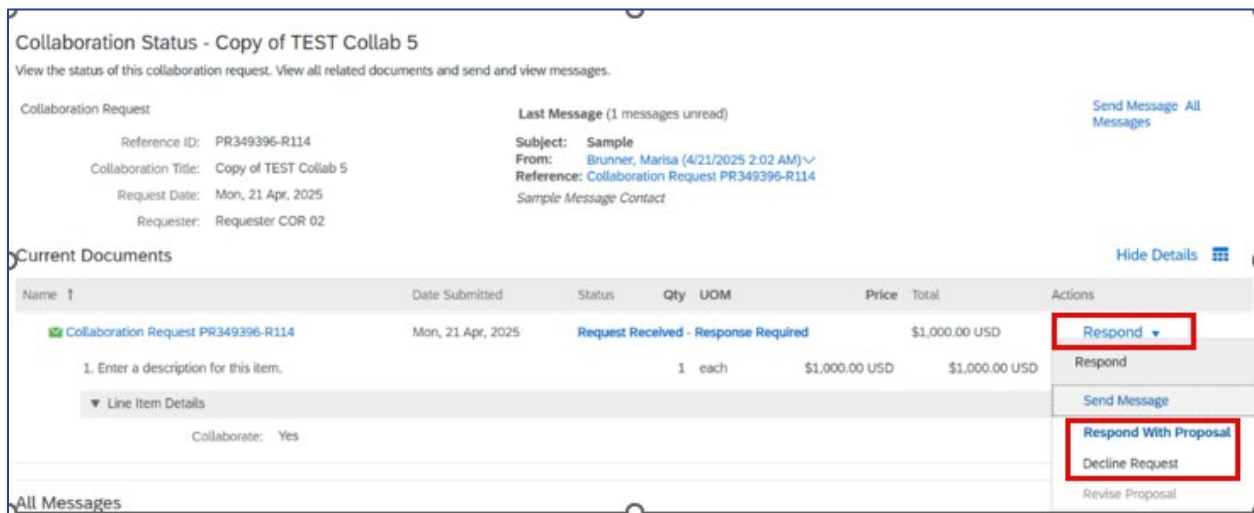 Collaboration Status - Copy of TEST Collab 5
View the status of this collaboration request. View all related documents and send and view messages.
Collaboration Request
Reference ID: PR349396-R114
Collaboration Title: Copy of TEST Collab 5
Request Date: Mon, 21 Apr, 2025
Requester: Requester COR 02
Last Message (1 messages unread)
Subject: Sample
From: Brunner, Marisa (4/21/2025 2:02 AM)
Reference: Collaboration Request PR349396-R114
Sample Message Contact
Send Message All
Messages
Current Documents
Hide Details
Name ↑ Date Submitted Status Qty UOM Price Total Actions
Collaboration Request PR349396-R114 Mon, 21 Apr, 2025 Request Received - Response Required $1,000.00 USD Respond ▼
1. Enter a description for this item. 1 each $1,000.00 USD $1,000.00 USD
▼ Line Item Details
Collaborate: Yes
Respond
Send Message
Respond With Proposal
Decline Request
Revise Proposal
All Messages